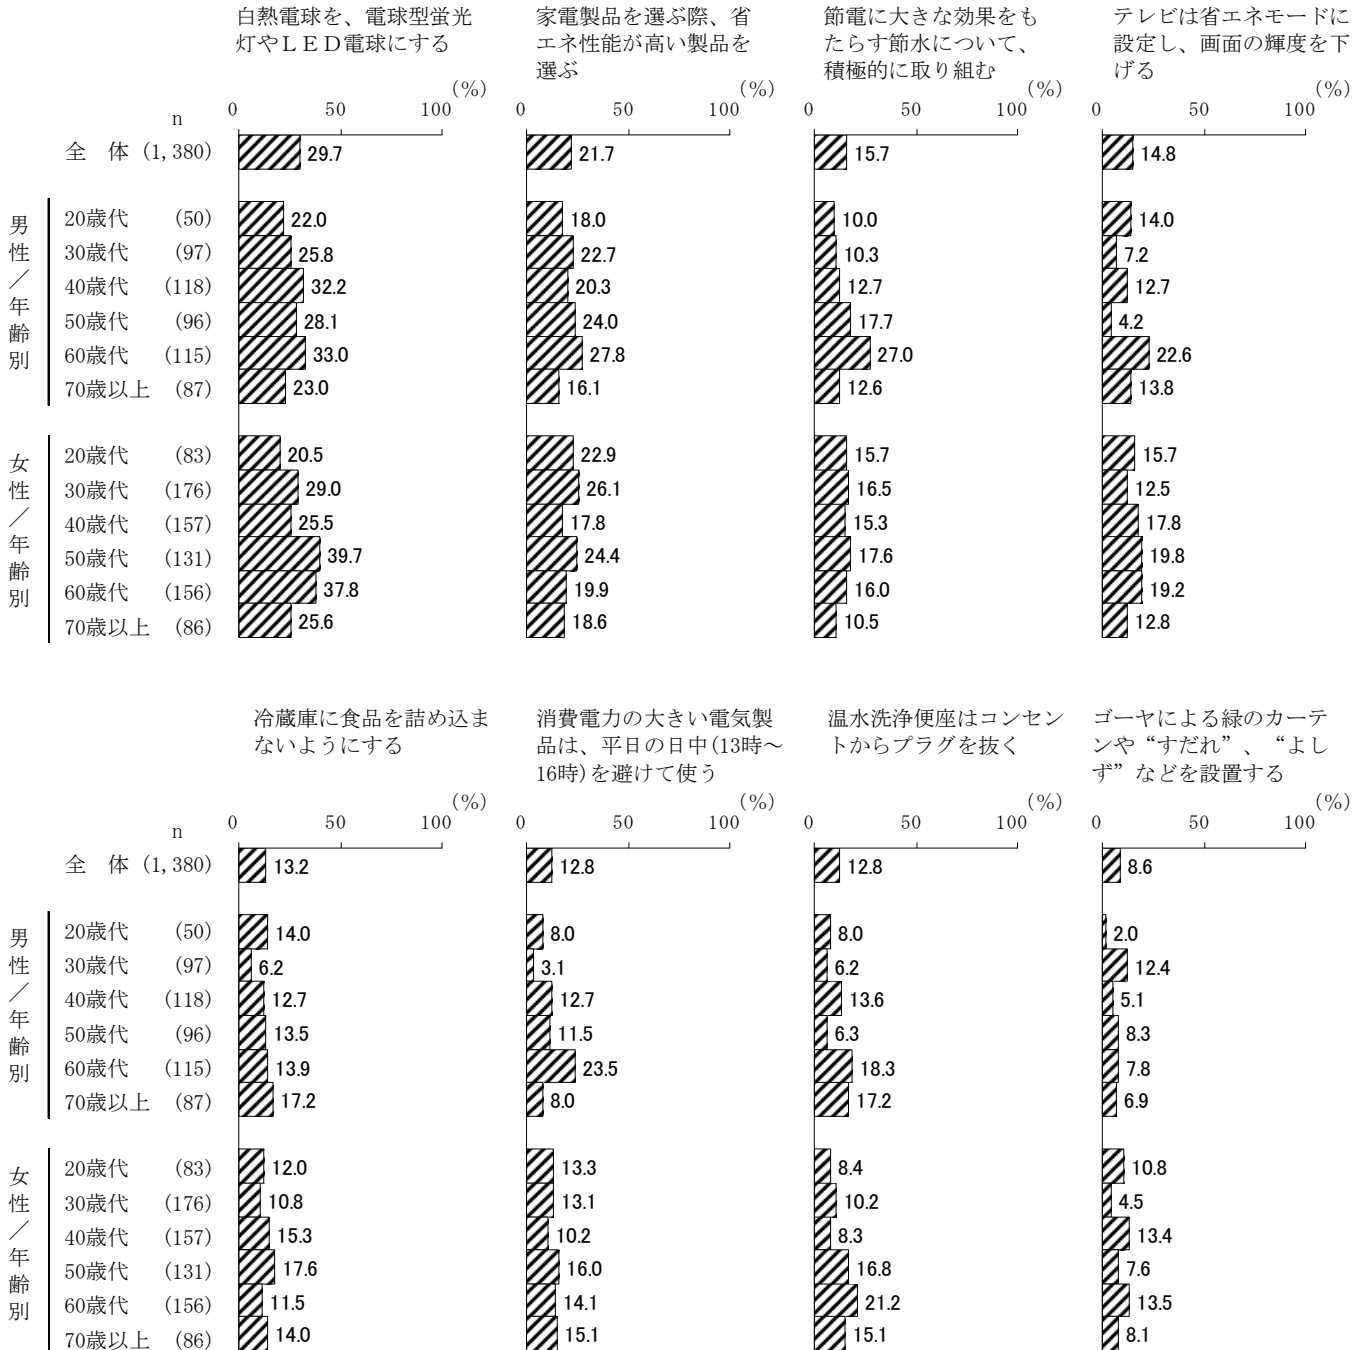 白熱電球を、電球型蛍光
灯やＬＥＤ電球にする
家電製品を選ぶ際、省
エネ性能が高い製品を
選ぶ
節電に大きな効果をも
たらす節水について、
積極的に取り組む
テレビは省エネモードに
設定し、画面の輝度を下
げる
(%) (%) (%) (%)
n 0 50 100 0 50 100 0 50 100 0 50 100
全 体 (1,380) 29.7 21.7 15.7 14.8
男性／年齢別
20歳代 (50) 22.0 18.0 10.0 14.0
30歳代 (97) 25.8 22.7 10.3 7.2
40歳代 (118) 32.2 20.3 12.7 12.7
50歳代 (96) 28.1 24.0 17.7 4.2
60歳代 (115) 33.0 27.8 27.0 22.6
70歳以上 (87) 23.0 16.1 12.6 13.8
女性／年齢別
20歳代 (83) 20.5 22.9 15.7 15.7
30歳代 (176) 29.0 26.1 16.5 12.5
40歳代 (157) 25.5 17.8 15.3 17.8
50歳代 (131) 39.7 24.4 17.6 19.8
60歳代 (156) 37.8 19.9 16.0 19.2
70歳以上 (86) 25.6 18.6 10.5 12.8
冷蔵庫に食品を詰め込ま
ないようにする
消費電力の大きい電気製
品は、平日の日中(13時～
16時)を避けて使う
温水洗浄便座はコンセン
トからプラグを抜く
ゴーヤによる緑のカーテ
ンや“すだれ”、“よし
ず”などを設置する
(%) (%) (%) (%)
n 0 50 100 0 50 100 0 50 100 0 50 100
全 体 (1,380) 13.2 12.8 12.8 8.6
男性／年齢別
20歳代 (50) 14.0 8.0 8.0 2.0
30歳代 (97) 6.2 3.1 6.2 12.4
40歳代 (118) 12.7 12.7 13.6 5.1
50歳代 (96) 13.5 11.5 6.3 8.3
60歳代 (115) 13.9 23.5 18.3 7.8
70歳以上 (87) 17.2 8.0 17.2 6.9
女性／年齢別
20歳代 (83) 12.0 13.3 8.4 10.8
30歳代 (176) 10.8 13.1 10.2 4.5
40歳代 (157) 15.3 10.2 8.3 13.4
50歳代 (131) 17.6 16.0 16.8 7.6
60歳代 (156) 11.5 14.1 21.2 13.5
70歳以上 (86) 14.0 15.1 15.1 8.1